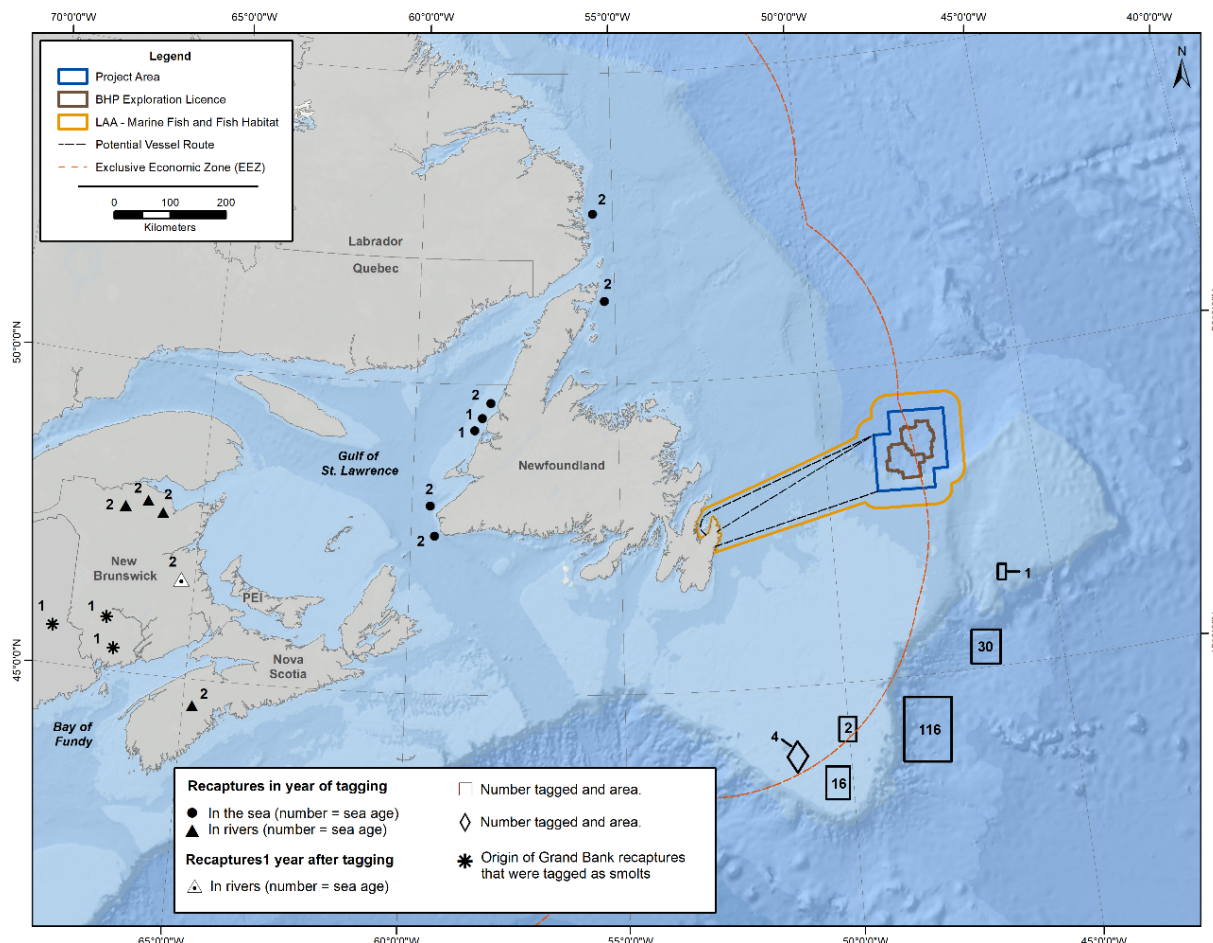 70°0'0"W 65°0'0"W 60°0'0"W 55°0'0"W 50°0'0"W 45°0'0"W 40°0'0"W
Legend
Project Area
BHP Exploration Licence
LAA - Marine Fish and Fish Habitat
Potential Vessel Route
Exclusive Economic Zone (EEZ)
0 100 200
Kilometers
N
2
Labrador
Quebec
2
50°0'0"N
2
1
1
Gulf of
St. Lawrence
Newfoundland
2
2
2
2
2
2
New
Brunswick
PEI
1
1
1
1
30
45°0'0"N
Nova
Scotia
2
Bay of
Fundy
4
2
116
16
Recaptures in year of tagging
In the sea (number = sea age)
In rivers (number = sea age)
Recaptures1 year after tagging
In rivers (number = sea age)
Number tagged and area.
Number tagged and area.
Origin of Grand Bank recaptures
that were tagged as smolts
65°0'0"W 60°0'0"W 55°0'0"W 50°0'0"W 45°0'0"W